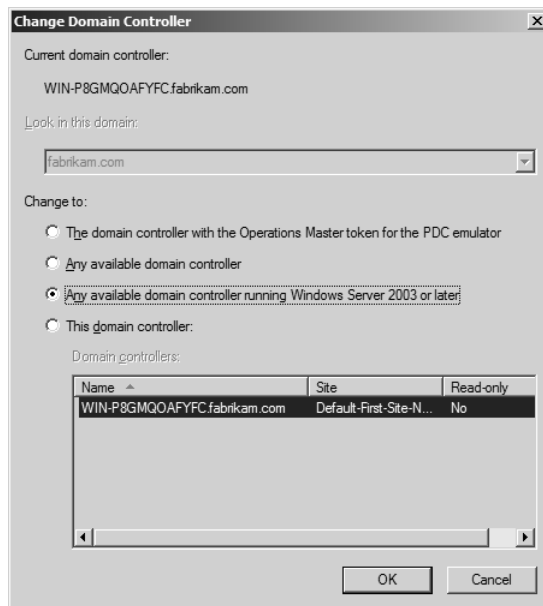 Change Domain Controller
Current domain controller:
WIN-P8GMQOAFYFC.fabrikam.com
Look in this domain:
fabrikam.com
Change to:
The domain controller with the Operations Master token for the PDC emulator
Any available domain controller
Any available domain controller running Windows Server 2003 or later
This domain controller:
Domain controllers:
Name Site Read-only
WIN-P8GMQOAFYFC.fabrikam.com Default-First-Site-N... No
OK Cancel